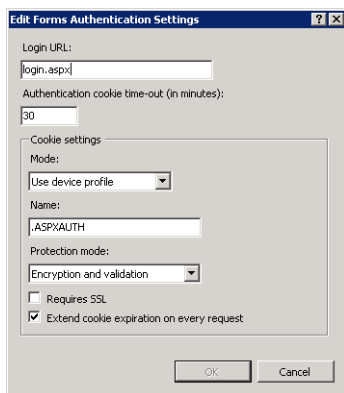 Edit Forms Authentication Settings
Login URL:
login.aspx
Authentication cookie time-out (in minutes):
30
Cookie settings
Mode:
Use device profile
Name:
.ASPXAUTH
Protection mode:
Encryption and validation
Requires SSL
Extend cookie expiration on every request
OK Cancel